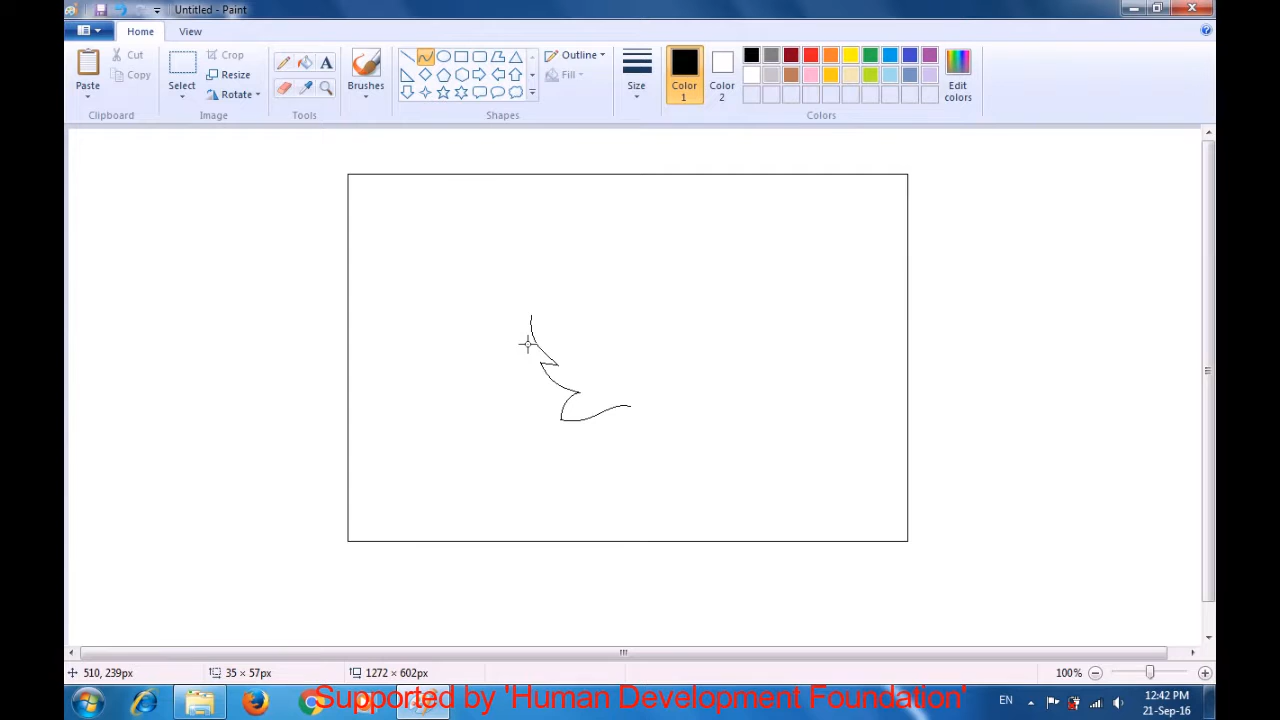 Untitled - Paint
Home
View
Paste
Cut
Copy
Clipboard
Select
Crop
Resize
Rotate
Image
A
Tools
Brushes
Outline
Fill
Shapes
Size
Color
1
Color
2
Edit
colors
Colors
510, 239px
35 × 57px
1272 × 602px
100%
Supported by 'Human Development Foundation'
EN
12:42 PM
21-Sep-16